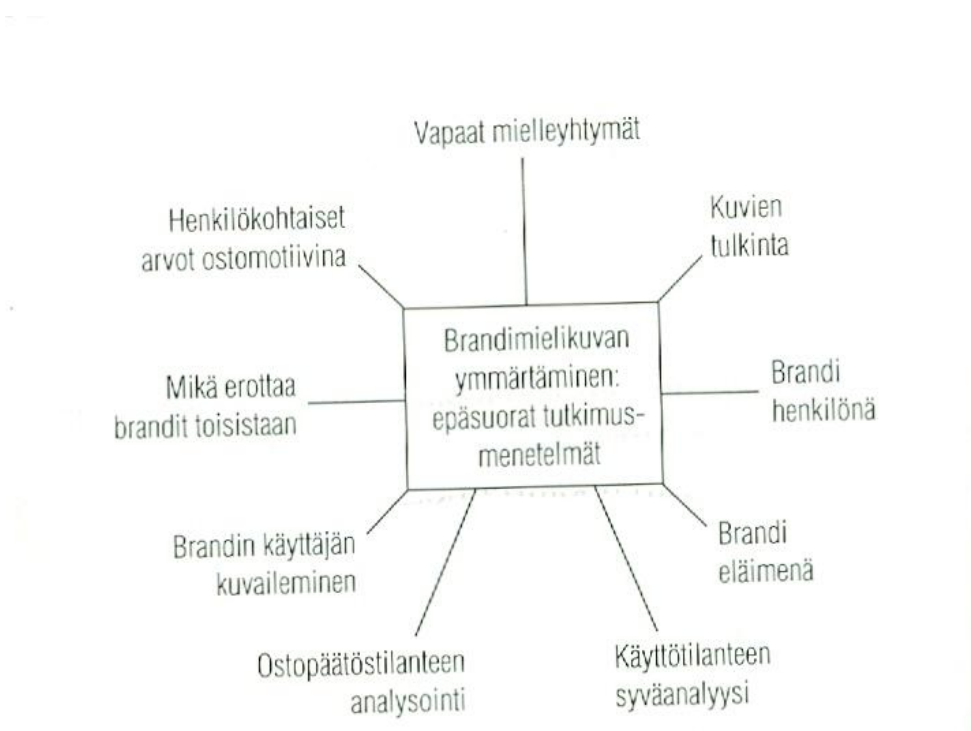 Vapaat mielleyhtymät
Kuvien
tulkinta
Brandi
henkilönä
Brandi
eläimenä
Käyttötilanteen
syväanalyysi
Ostopäätöstilanteen
analysointi
Brandin käyttäjän
kuvaileminen
Mikä erottaa
brandit toisistaan
Henkilökohtaiset
arvot ostomotiivina
Brandimielikuvan
ymmärtäminen:
epäsuorat tutkimus-
menetelmät